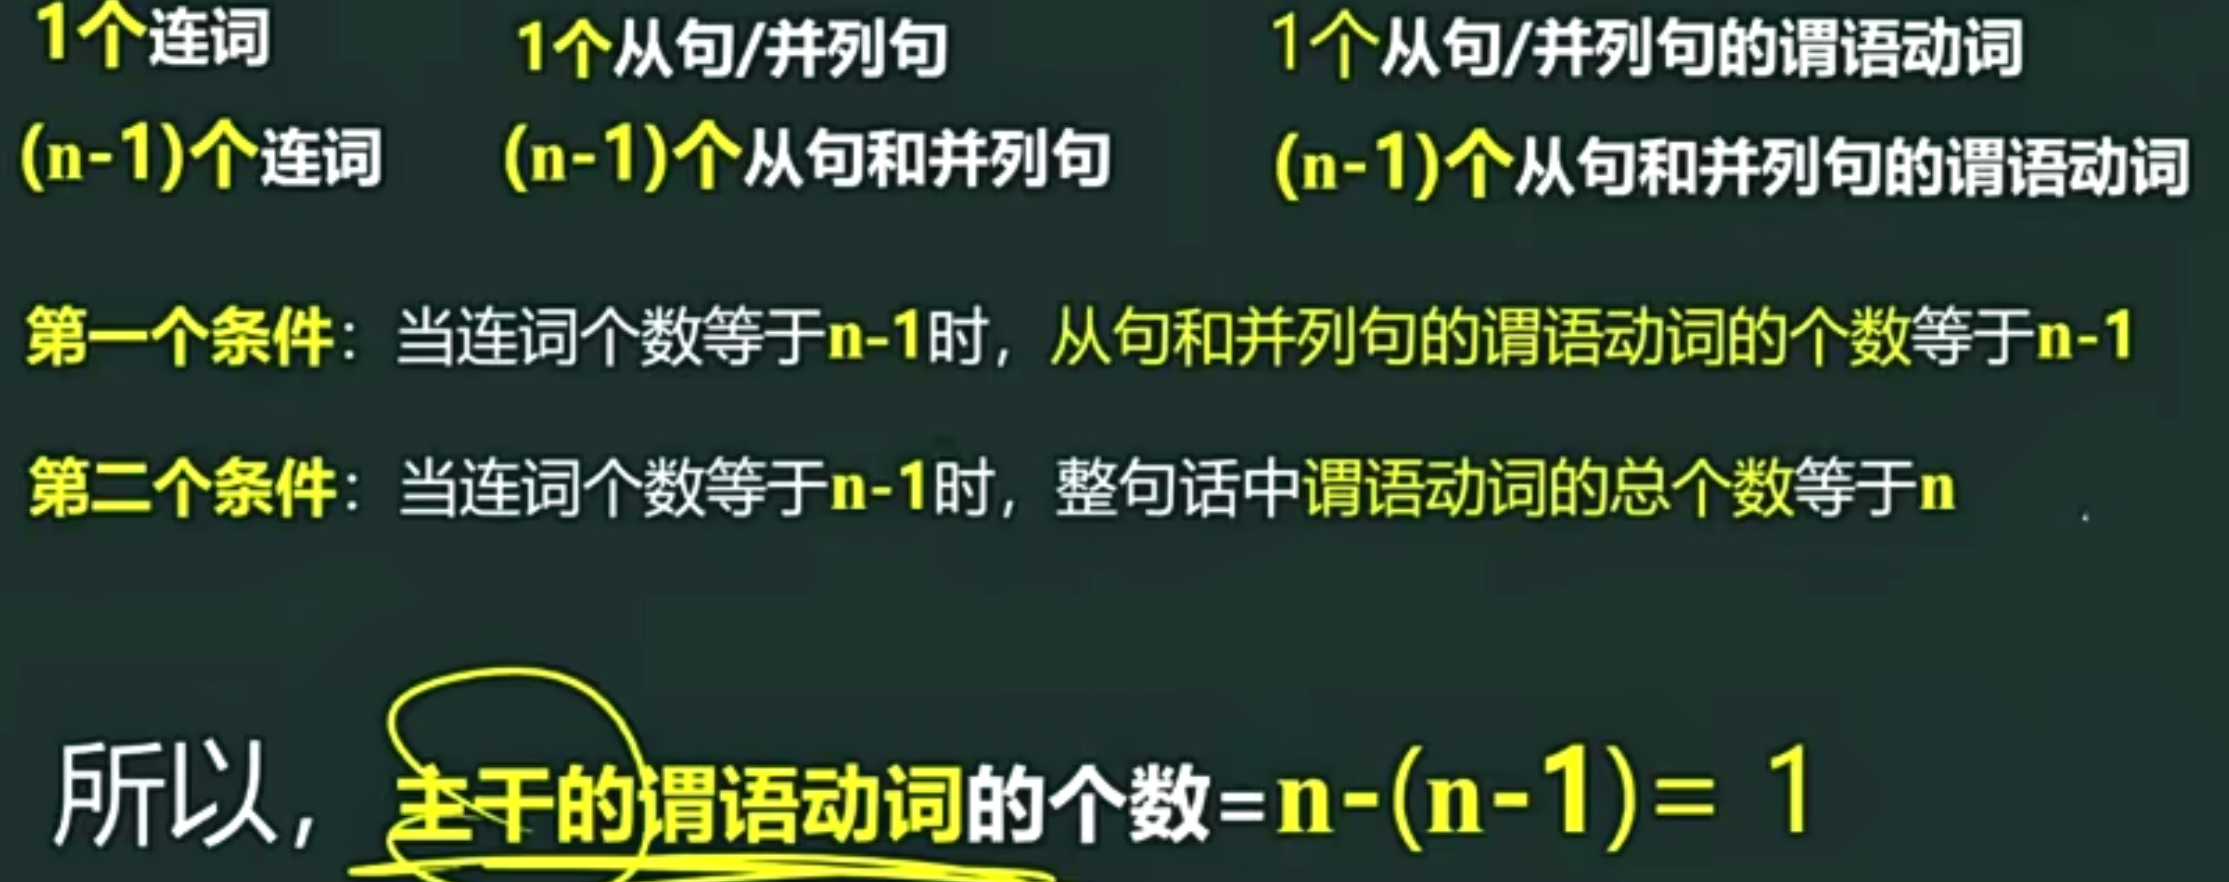 1个连词 1个从句/并列句 1个从句/并列句的谓语动词
(n-1)个连词 (n-1)个从句和并列句 (n-1)个从句和并列句的谓语动词
第一个条件：当连词个数等于n-1时，从句和并列句的谓语动词的个数等于n-1
第二个条件：当连词个数等于n-1时，整句话中谓语动词的总个数等于n
所以，主干的谓语动词的个数=n-(n-1)= 1